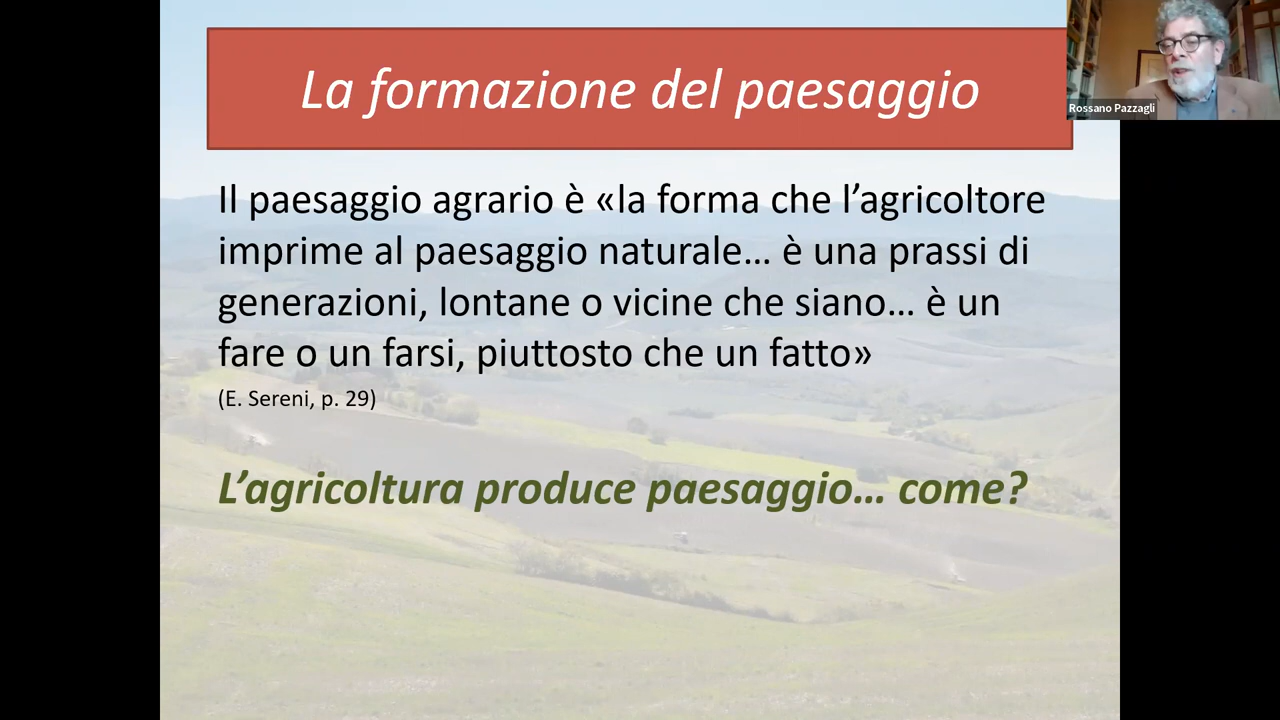 La formazione del paesaggio
Rossano Pazzagli
Il paesaggio agrario è «la forma che l’agricoltore
imprime al paesaggio naturale… è una prassi di
generazioni, lontane o vicine che siano… è un
fare o un farsi, piuttosto che un fatto»
(E. Sereni, p. 29)
L’agricoltura produce paesaggio… come?